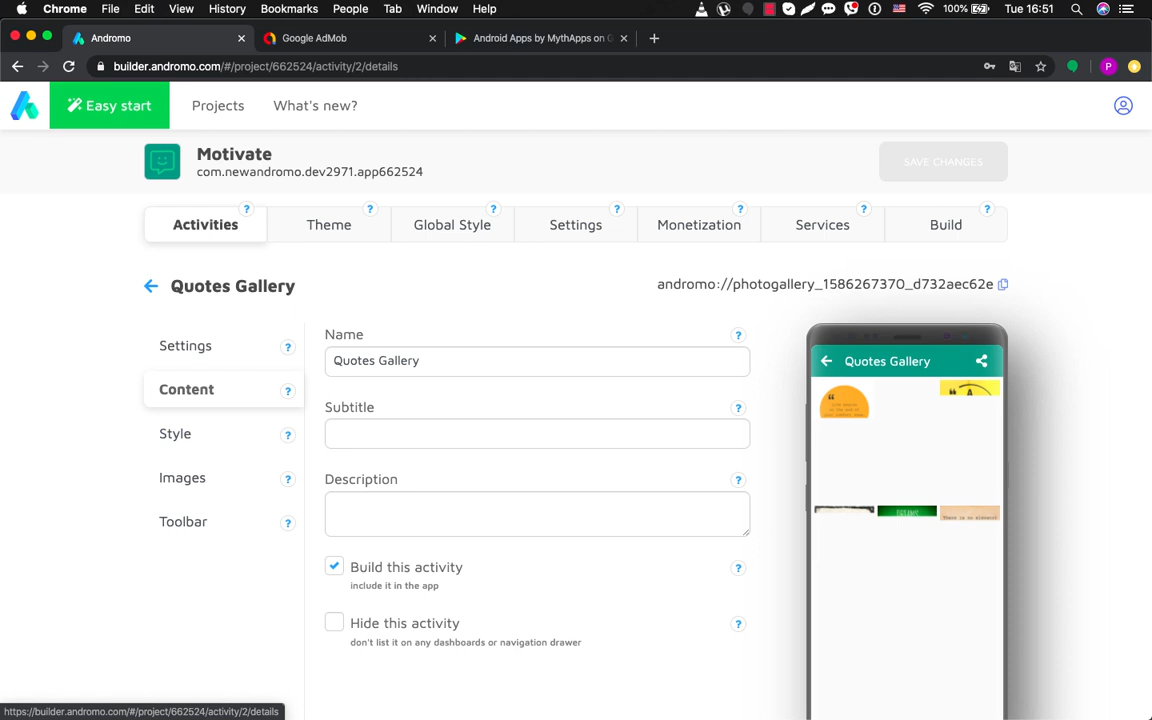 Chrome File Edit View History Bookmarks People Tab Window Help 100% Tue 16:51
Andromo Google AdMob Android Apps by MythApps on G
builder.andromo.com/#/project/662524/activity/2/details P
Easy start Projects What's new?
Motivate
com.newandromo.dev2971.app662524
SAVE CHANGES
Activities ? Theme ? Global Style ? Settings ? Monetization ? Services ? Build ?
Quotes Gallery
andromo://photogallery_1586267370_d732aec62e
Settings ?
Content ?
Style ?
Images ?
Toolbar ?
Name ?
Quotes Gallery
Subtitle ?
Description ?
Build this activity ?
include it in the app
Hide this activity ?
don't list it on any dashboards or navigation drawer
Quotes Gallery
There is no elevator
https://builder.andromo.com/#/project/662524/activity/2/details